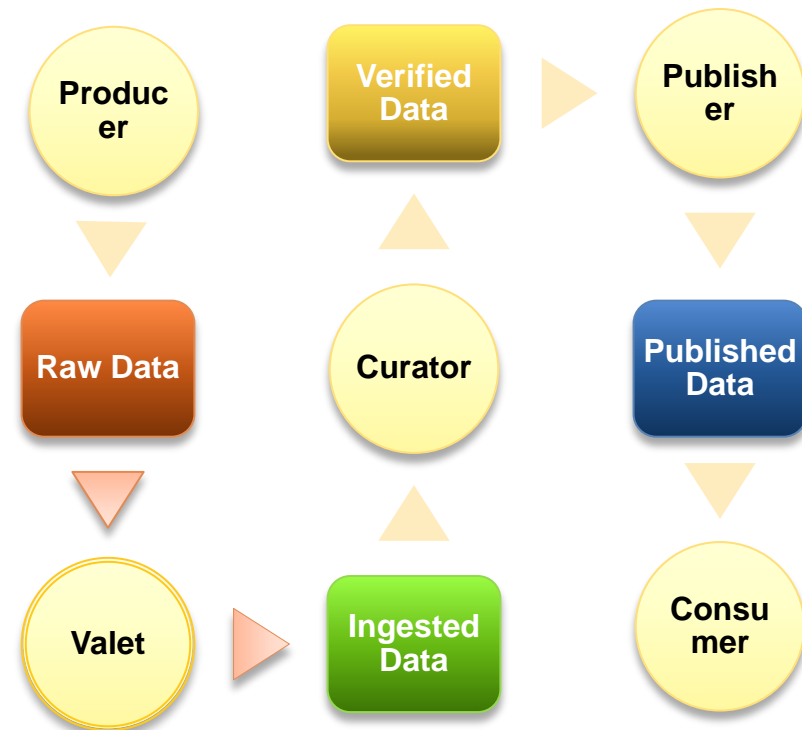 Produc
er
Raw Data
Valet
Ingested
Data
Curator
Verified
Data
Publish
er
Published
Data
Consu
mer